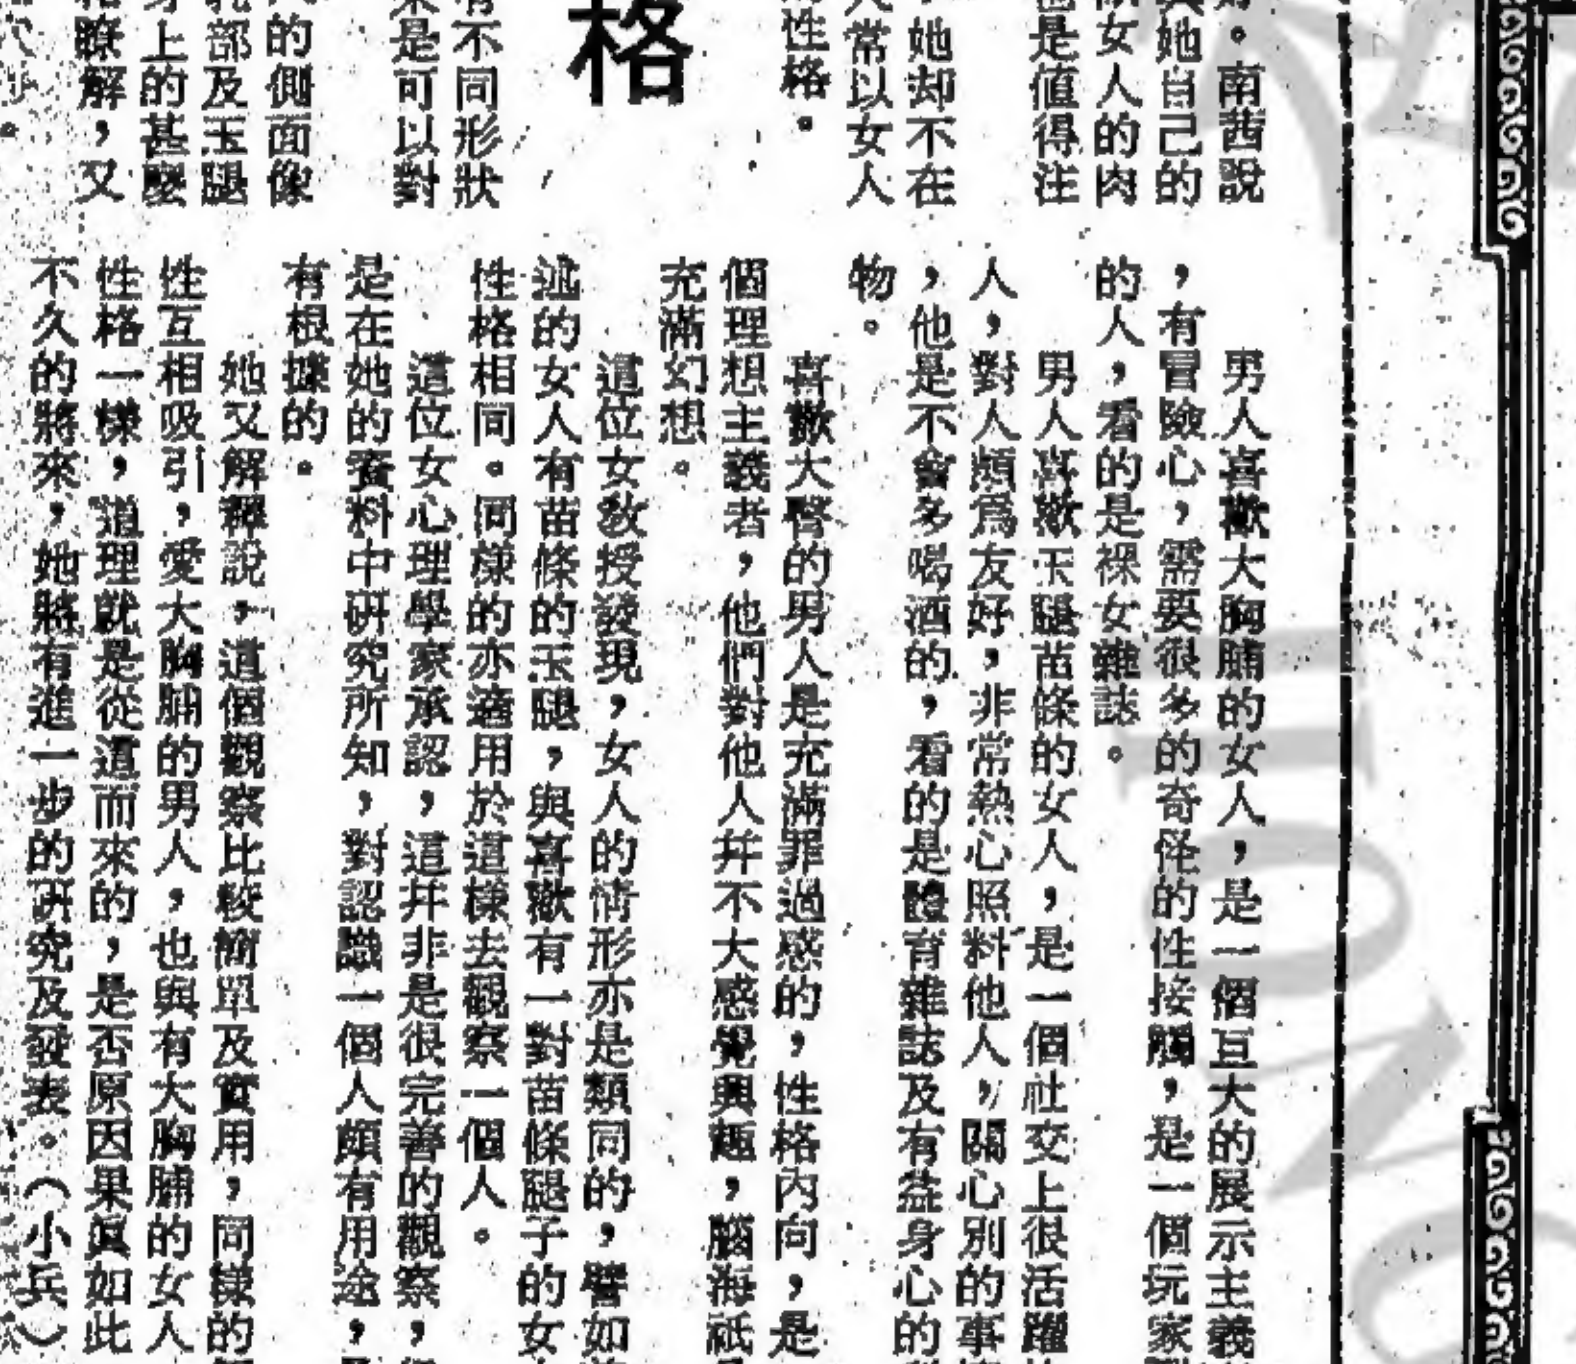 好。南茜說
她自己的
女人的肉
也是值得注
她却不在
人常以女人
性格。
格
有不同形狀
是可以對
的側面像
部及玉腿
身上的甚麼
瞭解,又
男人喜歡大胸脯的女人,是一個互大的展示主義
,有冒險心,需要很多的奇怪的性接觸,是一個玩家
的人,看的是裸女雜誌。
男人喜歡玉腿苗條的女人,是一個社交上很活躍
人,對人頗爲友好,非常熱心照料他人,關心別的事
,他是不會多喝酒的,看的是體育雜誌及有益身心的
物。
喜歡大臀的男人是充滿罪過感的,性格內向,是
個理想主義者,他們對他人并不大感覺興趣,腦海祇
充滿幻想。
這位女敎授發現,女人的情形亦是類同的,譬如
述的女人有苗條的玉腿,與喜歡有一對苗條腿子的女
性格相同。同樣的亦適用於這樣去觀察一個人。
這位女心理學家承認,這幷非是很完善的觀察,
是在她的資料中研究所知,對認識一個人頗有用途,
有根據的。
她又解釋說,這個觀察比較簡單及實用,同樣的
性互相吸引,愛大胸脯的男人,也與有大胸脯的女人
性格一樣,道理就是從這而來的,是否原因果眞如此
不久的將來,她將有進一步的研究及發表。(小兵)
HONG